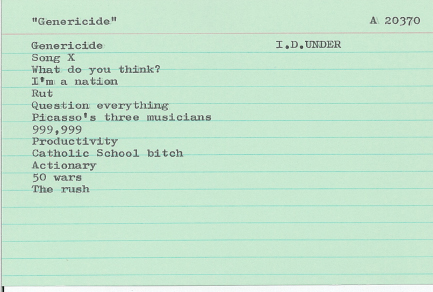 "Genericide" A 20370
Genericide I.D.UNDER
Song X
What do you think?
I'm a nation
Rut
Question everything
Picasso's three musicians
999,999
Productivity
Catholic School bitch
Actionary
50 wars
The rush